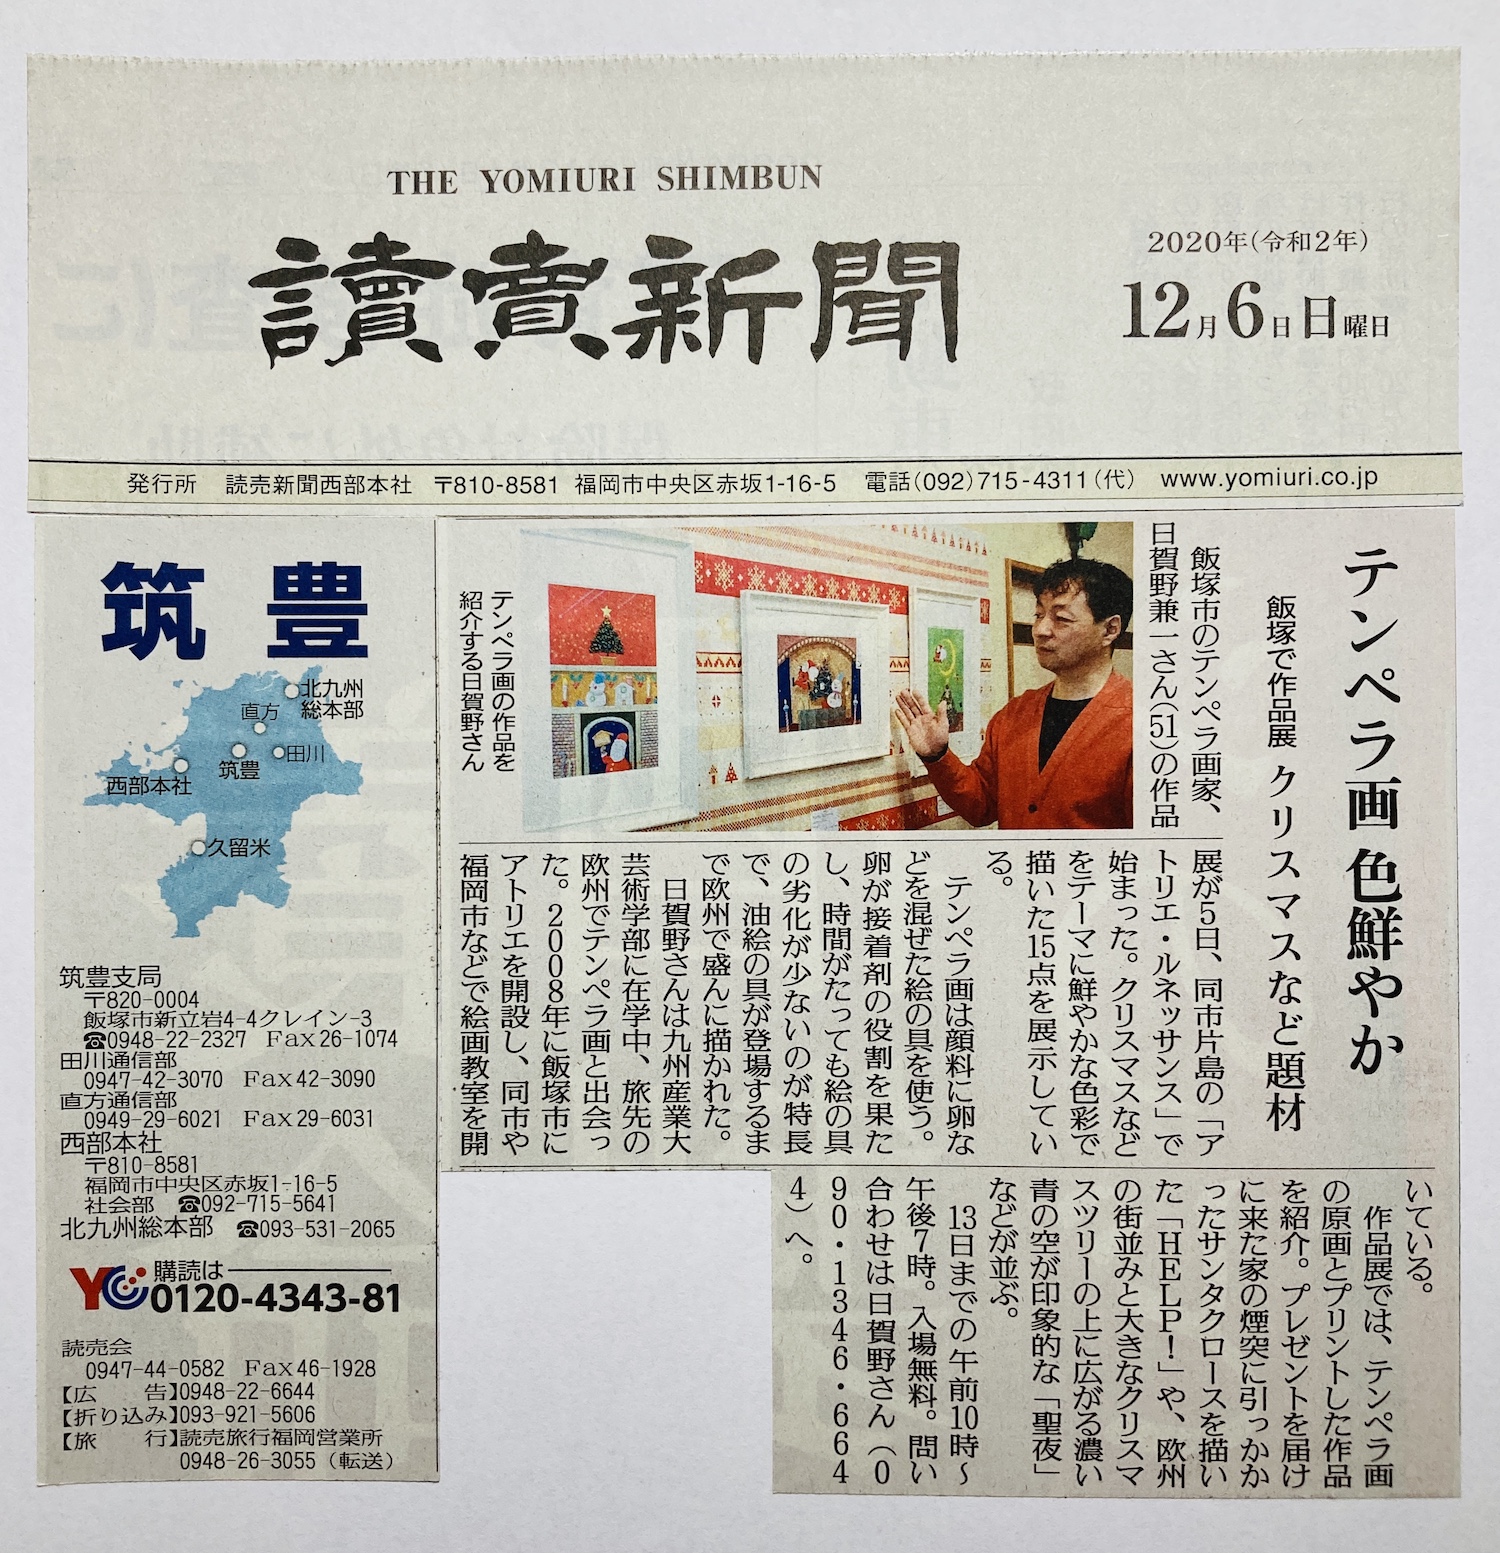 THE YOMIURI SHIMBUN
讀賣新聞
2020年(令和2年)
12月6日日曜日
発行所 読売新聞西部本社 〒810-8581 福岡市中央区赤坂1-16-5 電話(092)715-4311(代) www.yomiuri.co.jp
テンペラ画 色鮮やか
飯塚で作品展 クリスマスなど題材
飯塚市のテンペラ画家、
日賀野兼一さん(51)の作品
展が5日、同市片島の「ア
トリエ・ルネッサンス」で
始まった。クリスマスなど
をテーマに鮮やかな色彩で
描いた15点を展示してい
る。
テンペラ画は顔料に卵な
どを混ぜた絵の具を使う。
卵が接着剤の役割を果た
し、時間がたっても絵の具
の劣化が少ないのが特長
で、油絵の具が登場するま
で欧州で盛んに描かれた。
日賀野さんは九州産業大
芸術学部に在学中、旅先の
欧州でテンペラ画と出会っ
た。2008年に飯塚市に
アトリエを開設し、同市や
福岡市などで絵画教室を開
いている。
作品展では、テンペラ画
の原画とプリントした作品
を紹介。プレゼントを届け
に来た家の煙突に引っかか
ったサンタクロースを描い
た「HELP!」や、欧州
の街並みと大きなクリスマ
スツリーの上に広がる濃い
青の空が印象的な「聖夜」
などが並ぶ。
13日までの午前10時～
午後7時。入場無料。問い
合わせは日賀野さん(0
90・1346・664
4)へ。
テンペラ画の作品を
紹介する日賀野さん
筑豊
北九州
総本部
直方
田川
筑豊
西部本社
久留米
筑豊支局
〒820-0004
飯塚市新立岩4-4クレイン-3
☎0948-22-2327 Fax26-1074
田川通信部
0947-42-3070 Fax42-3090
直方通信部
0949-29-6021 Fax29-6031
西部本社
〒810-8581
福岡市中央区赤坂1-16-5
社会部 ☎092-715-5641
北九州総本部 ☎093-531-2065
YC 購読は
0120-4343-81
読売会
0947-44-0582 Fax46-1928
【広 告】0948-22-6644
【折り込み】093-921-5606
【旅 行】読売旅行福岡営業所
0948-26-3055(転送)